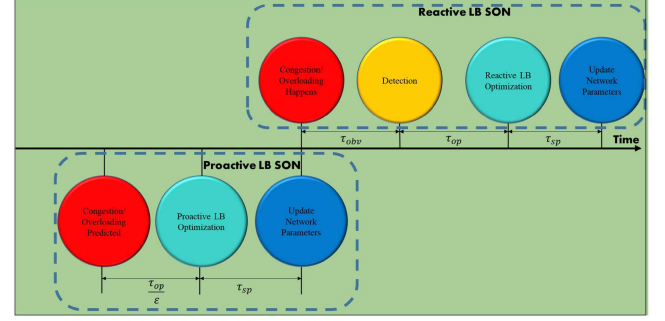 Reactive LB SON
Congestion/
Overloading
Happens
Detection
Reactive LB
Optimization
Update
Network
Parameters
τ_obv
τ_op
τ_sp
Time
Proactive LB SON
Congestion/
Overloading
Predicted
Proactive LB
Optimization
Update
Network
Parameters
τ_op
ε
τ_sp